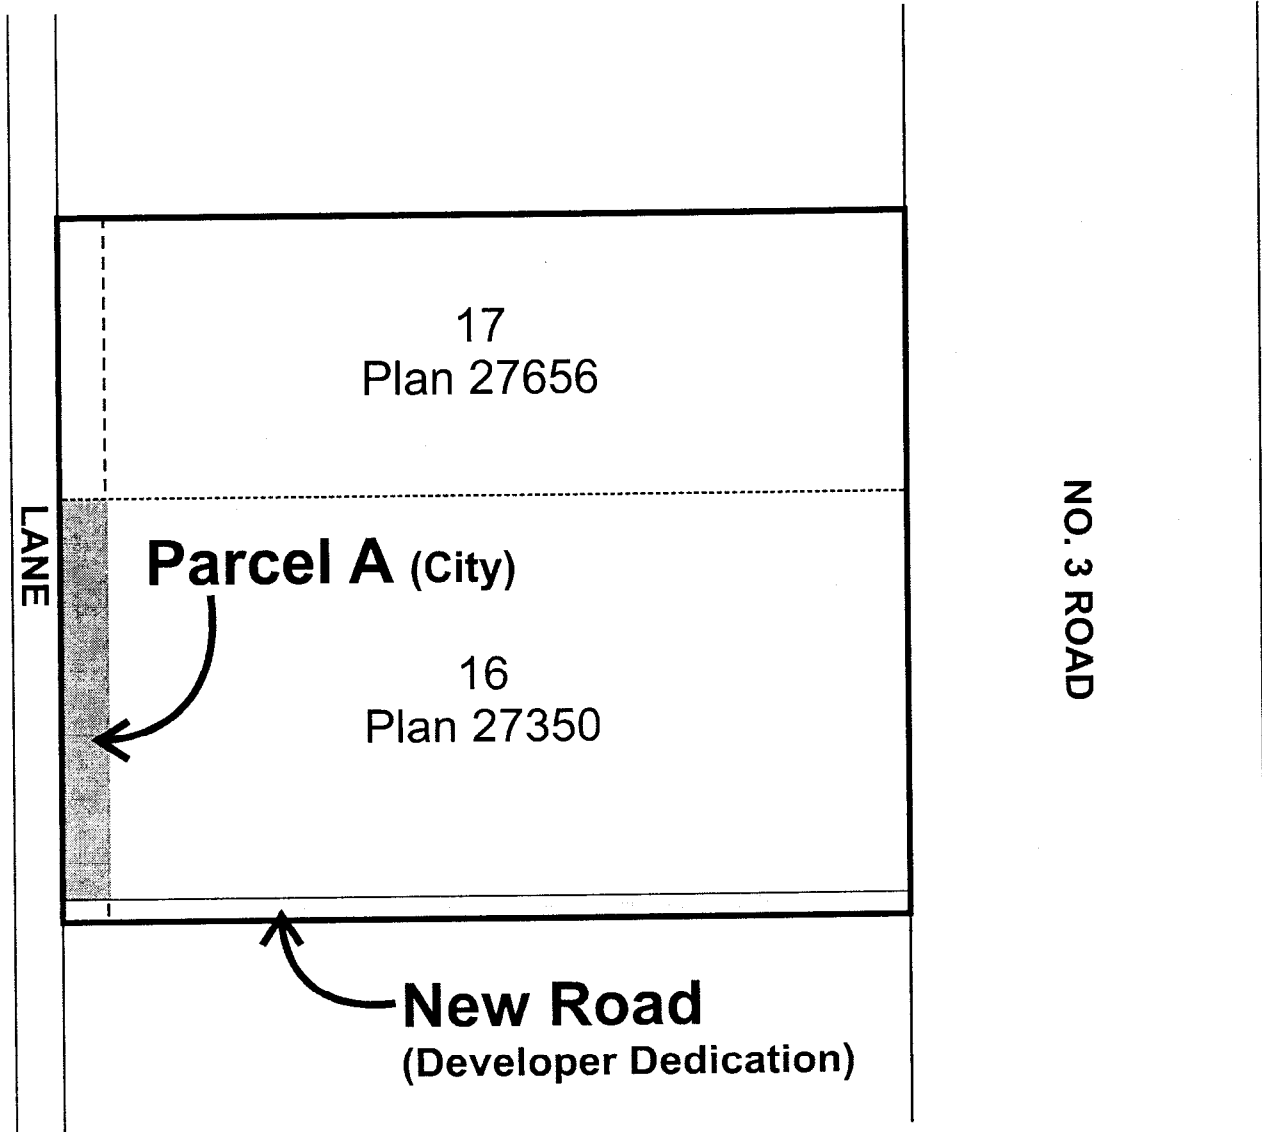 17
Plan 27656
LANE
Parcel A (City)
NO. 3 ROAD
16
Plan 27350
New Road
(Developer Dedication)